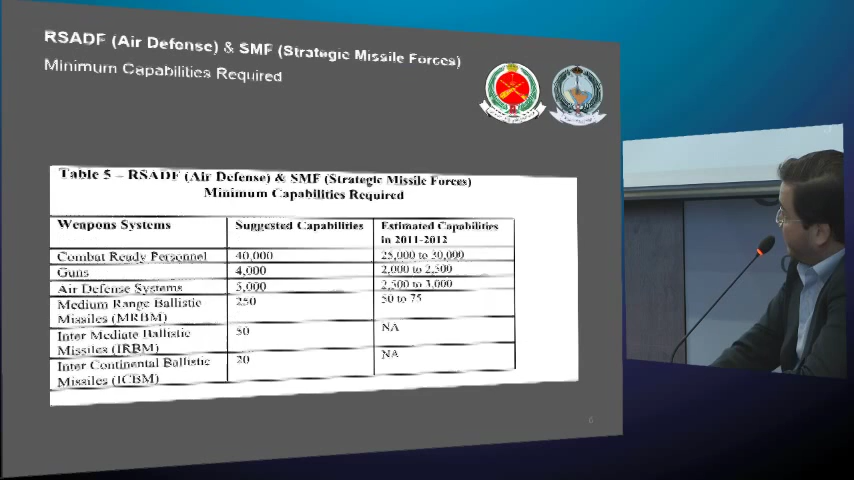 RSADF (Air Defense) & SMF (Strategic Missile Forces)
Minimum Capabilities Required
Table 5 – RSADF (Air Defense) & SMF (Strategic Missile Forces)
Minimum Capabilities Required
Weapons Systems Suggested Capabilities Estimated Capabilities
in 2011-2012
Combat Ready Personnel 40,000 25,000 to 30,000
Guns 4,000 2,000 to 2,500
Air Defense Systems 5,000 2,500 to 3,000
Medium Range Ballistic 250 50 to 75
Missiles (MRBM)
Inter Mediate Ballistic 50 NA
Missiles (IRBM)
Inter Continental Ballistic 20 NA
Missiles (ICBM)
6